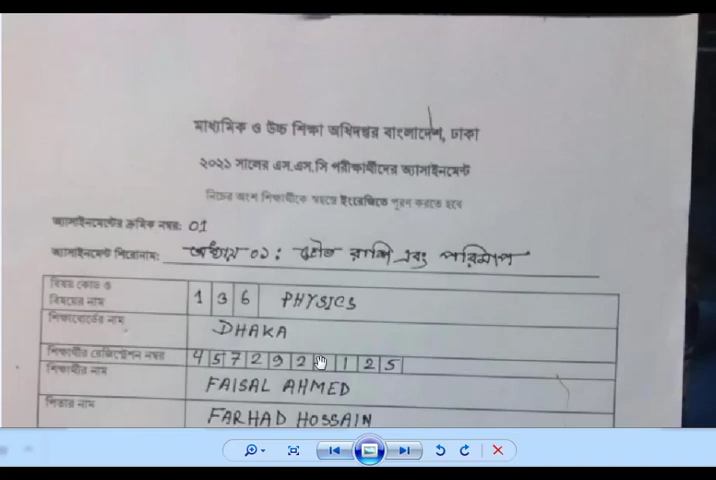 মাধ্যমিক ও উচ্চ শিক্ষা অধিদপ্তর বাংলাদেশ, ঢাকা
২০২১ সালের এস.এস.সি পরীক্ষার্থীদের অ্যাসাইনমেন্ট
নিচের অংশ শিক্ষার্থীকে অবশ্যই ইংরেজিতে পূরণ করতে হবে
অ্যাসাইনমেন্টের ক্রমিক নম্বর: 01
অ্যাসাইনমেন্ট শিরোনাম: অধ্যায় ০১: ভৌত রাশি এবং পরিমাপ
বিষয় কোড ও
বিষয়ের নাম 1 3 6 PHYSICS
শিক্ষাবোর্ডের নাম DHAKA
শিক্ষার্থীর রেজিস্ট্রেশন নম্বর 4 5 7 2 9 2 1 2 5
শিক্ষার্থীর নাম FAISAL AHMED
পিতার নাম FARHAD HOSSAIN